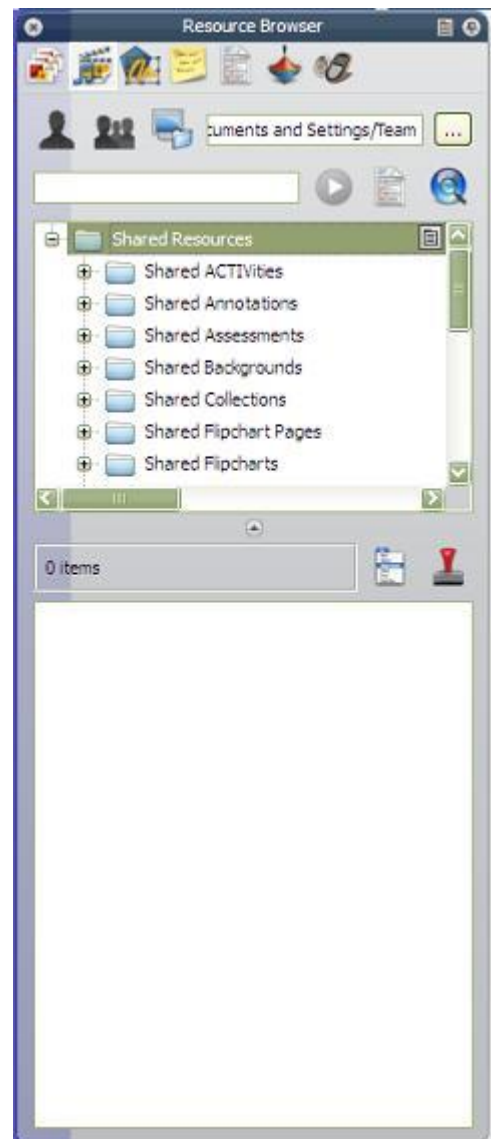 Resource Browser
:uments and Settings/Team
...
Shared Resources
Shared ACTIVities
Shared Annotations
Shared Assessments
Shared Backgrounds
Shared Collections
Shared Flipchart Pages
Shared Flipcharts
0 items